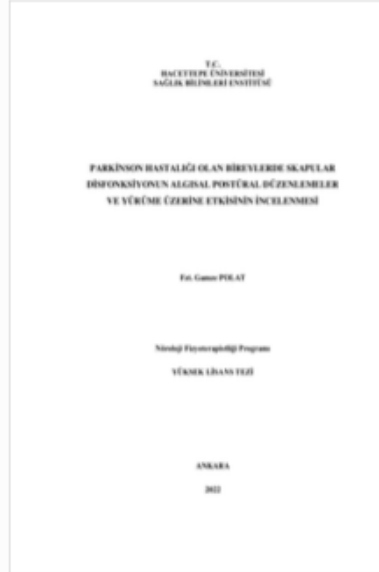 T.C.
HACETTEPE ÜNİVERSİTESİ
SAĞLIK BİLİMLERİ ENSTİTÜSÜ
PARKİNSON HASTALIĞI OLAN BİREYLERDE SKAPULAR
DİSFONKSİYONUN ALGISAL POSTÜRAL DÜZENLEMELER
VE YÜRÜME ÜZERİNE ETKİSİNİN İNCELENMESİ
Fzt. Gamze POLAT
Nöroloji Fizyoterapistliği Programı
YÜKSEK LİSANS TEZİ
ANKARA
2022